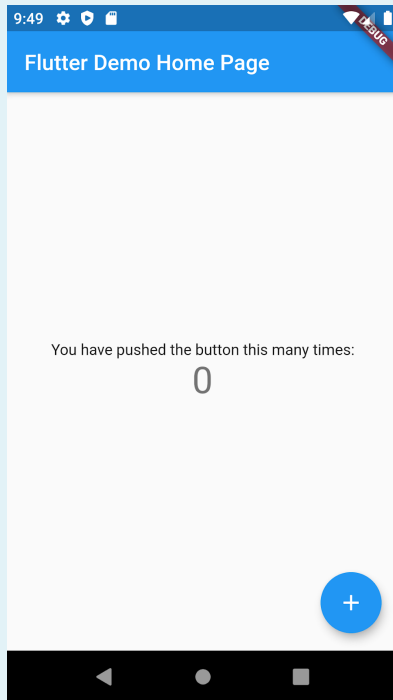 9:49
DEBUG
Flutter Demo Home Page
You have pushed the button this many times:
0
+